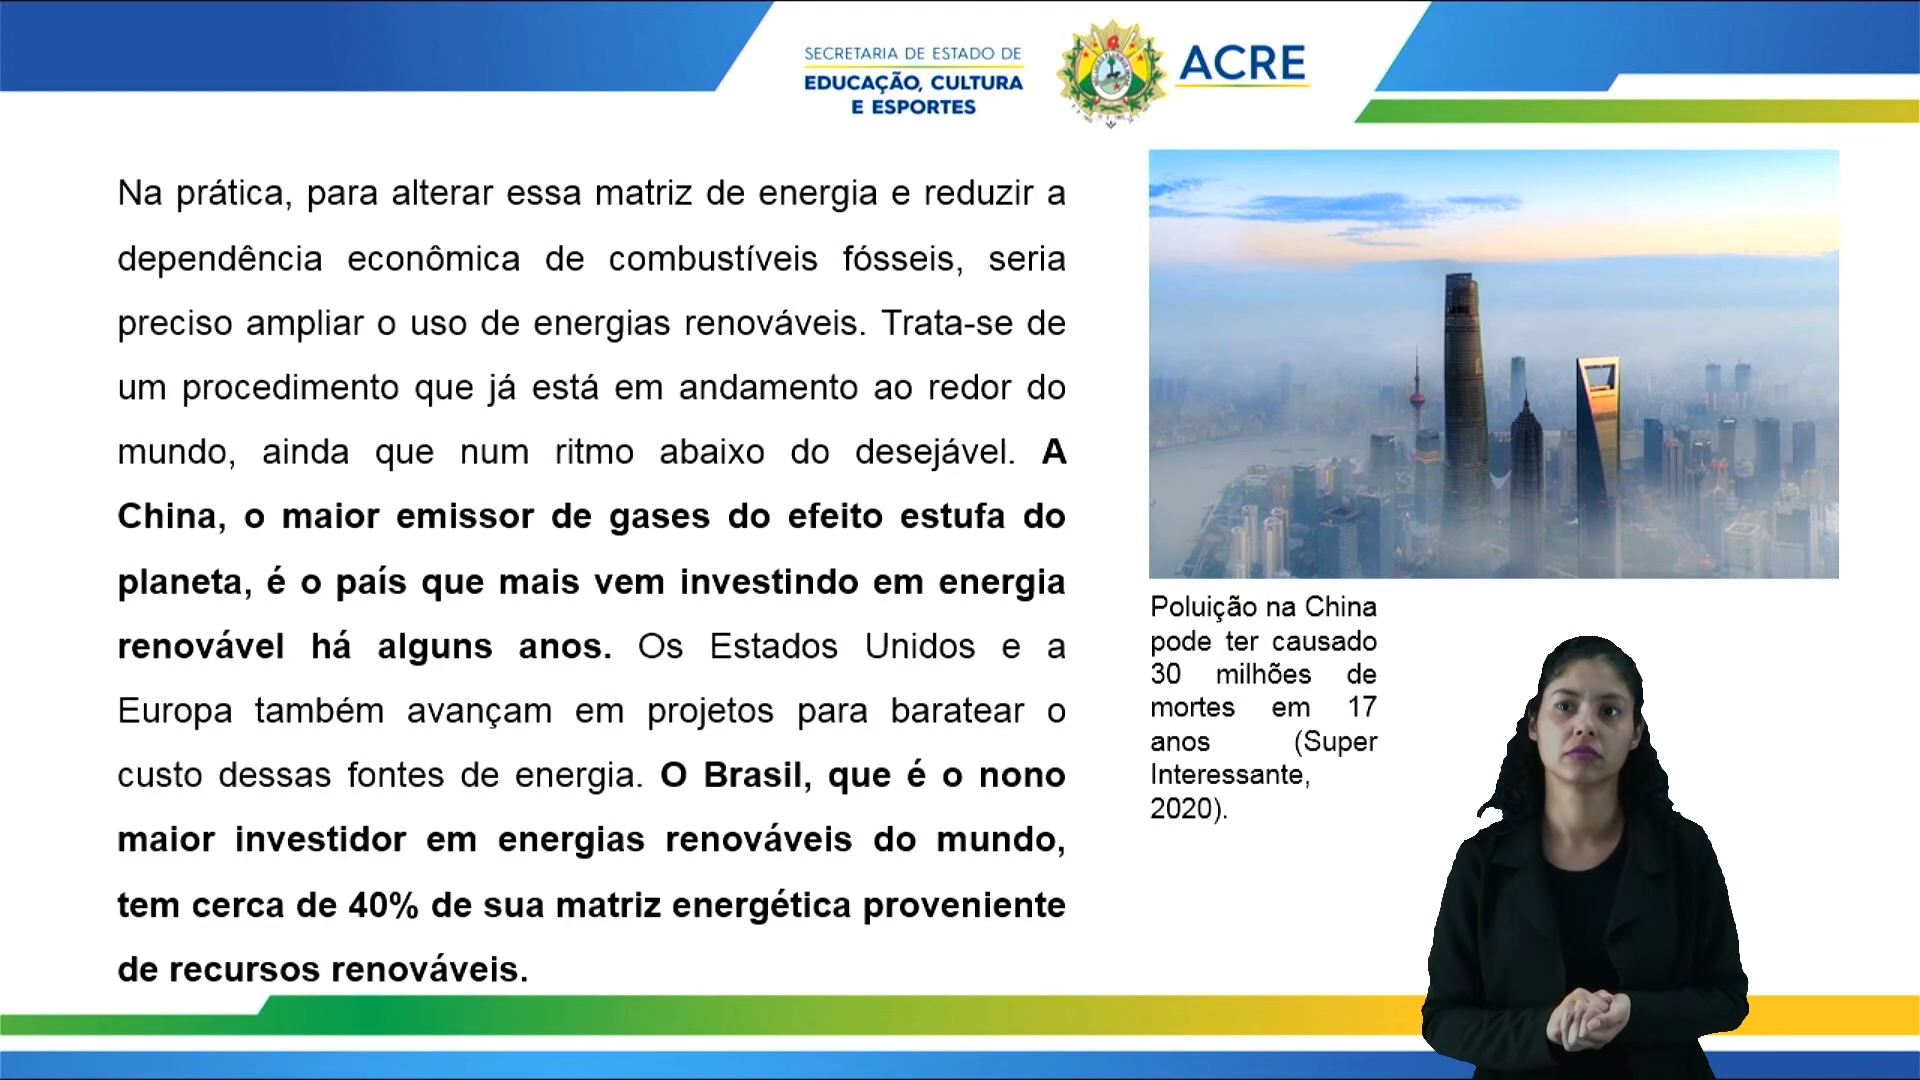 SECRETARIA DE ESTADO DE
EDUCAÇÃO, CULTURA
E ESPORTES
ACRE
Na prática, para alterar essa matriz de energia e reduzir a
dependência econômica de combustíveis fósseis, seria
preciso ampliar o uso de energias renováveis. Trata-se de
um procedimento que já está em andamento ao redor do
mundo, ainda que num ritmo abaixo do desejável. A
China, o maior emissor de gases do efeito estufa do
planeta, é o país que mais vem investindo em energia
renovável há alguns anos. Os Estados Unidos e a
Europa também avançam em projetos para baratear o
custo dessas fontes de energia. O Brasil, que é o nono
maior investidor em energias renováveis do mundo,
tem cerca de 40% de sua matriz energética proveniente
de recursos renováveis.
Poluição na China
pode ter causado
30 milhões de
mortes em 17
anos (Super
Interessante,
2020).